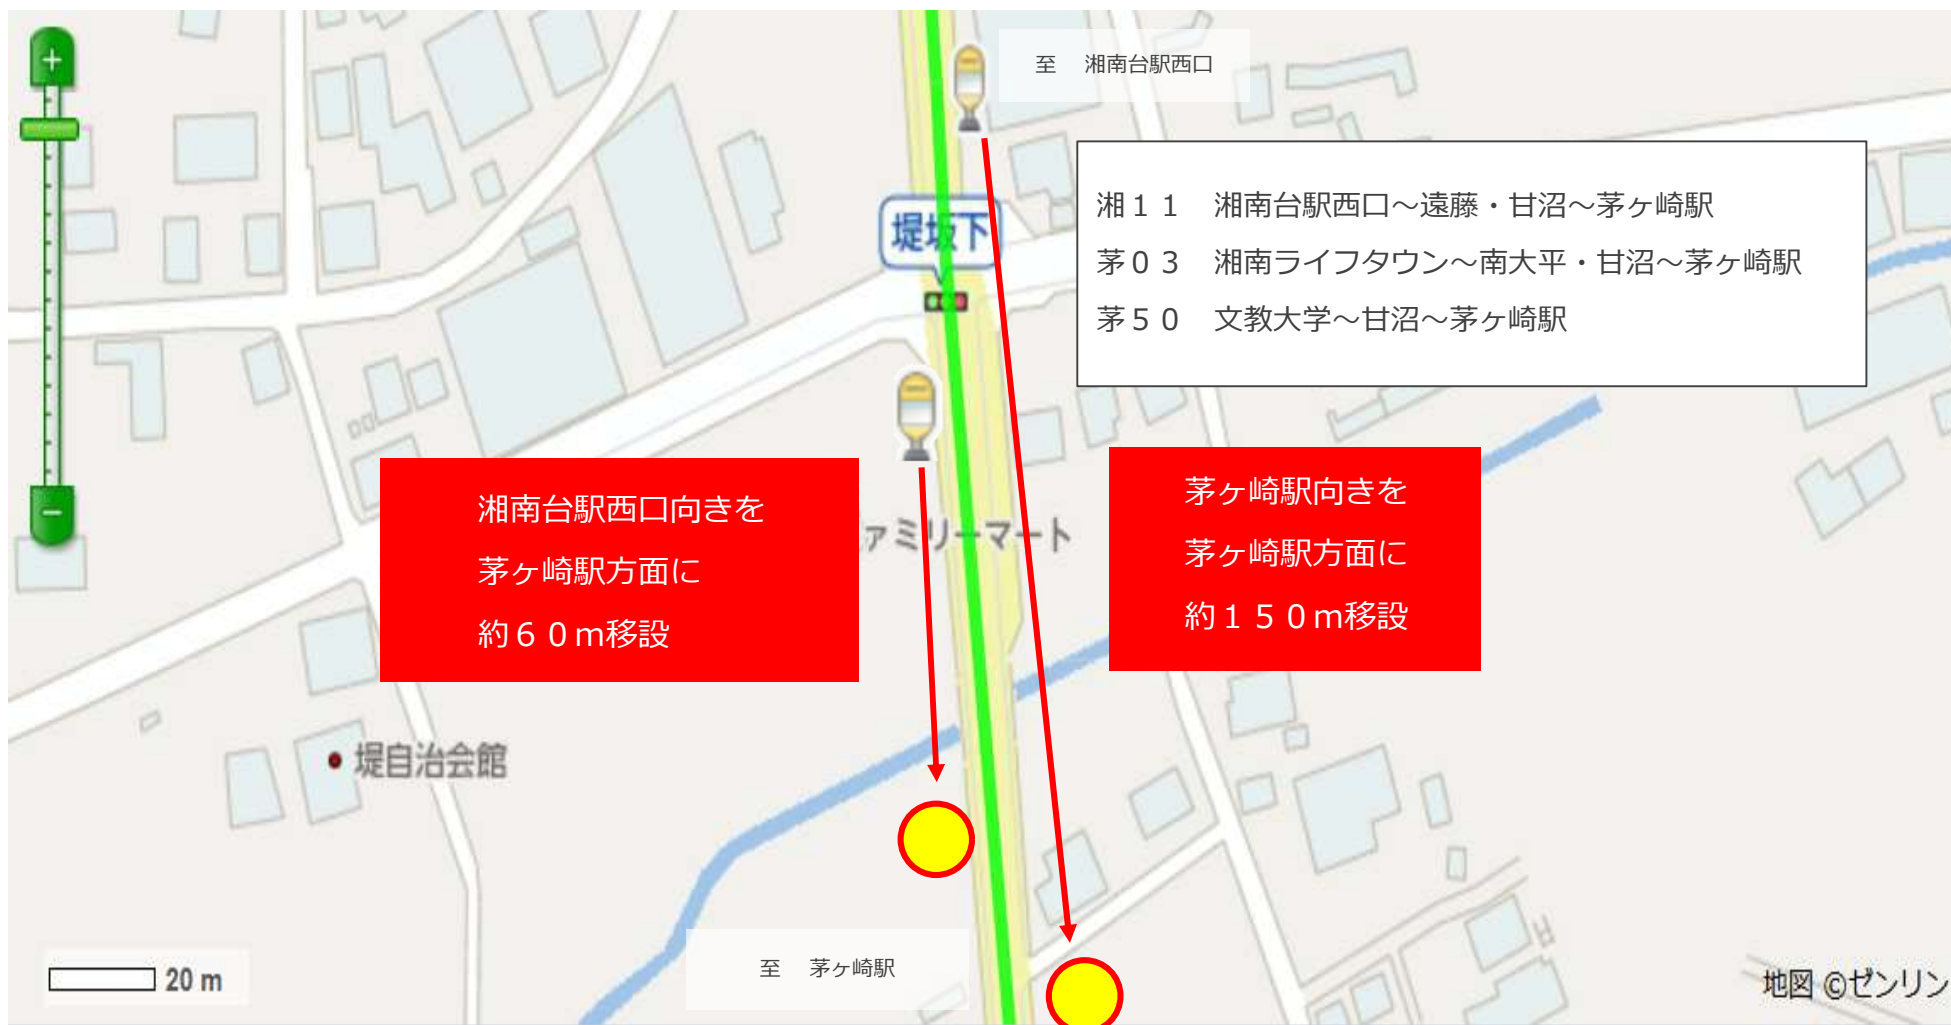 至 湘南台駅西口
湘１１ 湘南台駅西口～遠藤・甘沼～茅ヶ崎駅
茅０３ 湘南ライフタウン～南大平・甘沼～茅ヶ崎駅
茅５０ 文教大学～甘沼～茅ヶ崎駅
堤坂下
湘南台駅西口向きを
茅ヶ崎駅方面に
約６０ｍ移設
ァミリーマート
茅ヶ崎駅向きを
茅ヶ崎駅方面に
約１５０ｍ移設
堤自治会館
至 茅ヶ崎駅
20 m
地図 ©ゼンリン